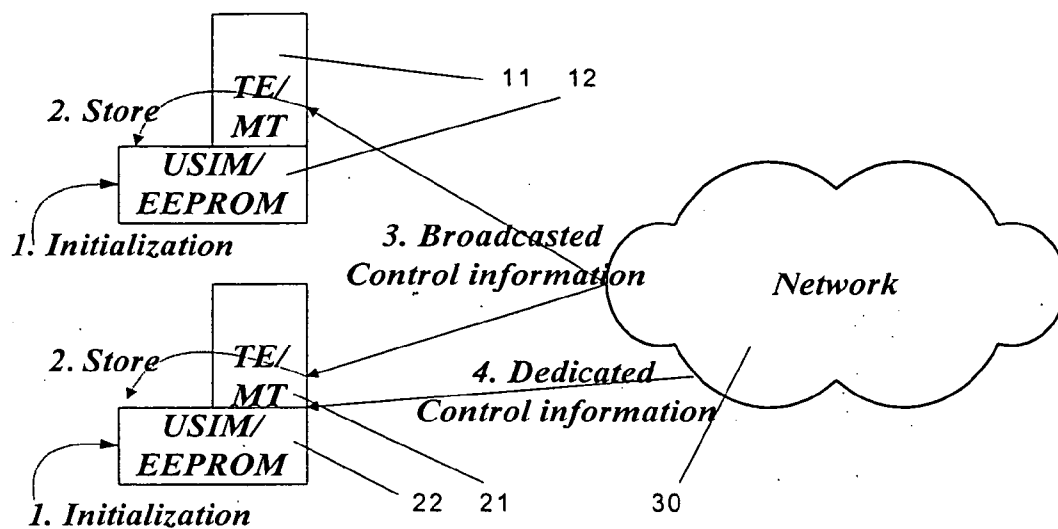 11 12
TE/
MT
2. Store
USIM/
EEPROM
1. Initialization
3. Broadcasted
Control information
Network
2. Store
TE/
MT
4. Dedicated
Control information
USIM/
EEPROM
1. Initialization
22 21 30